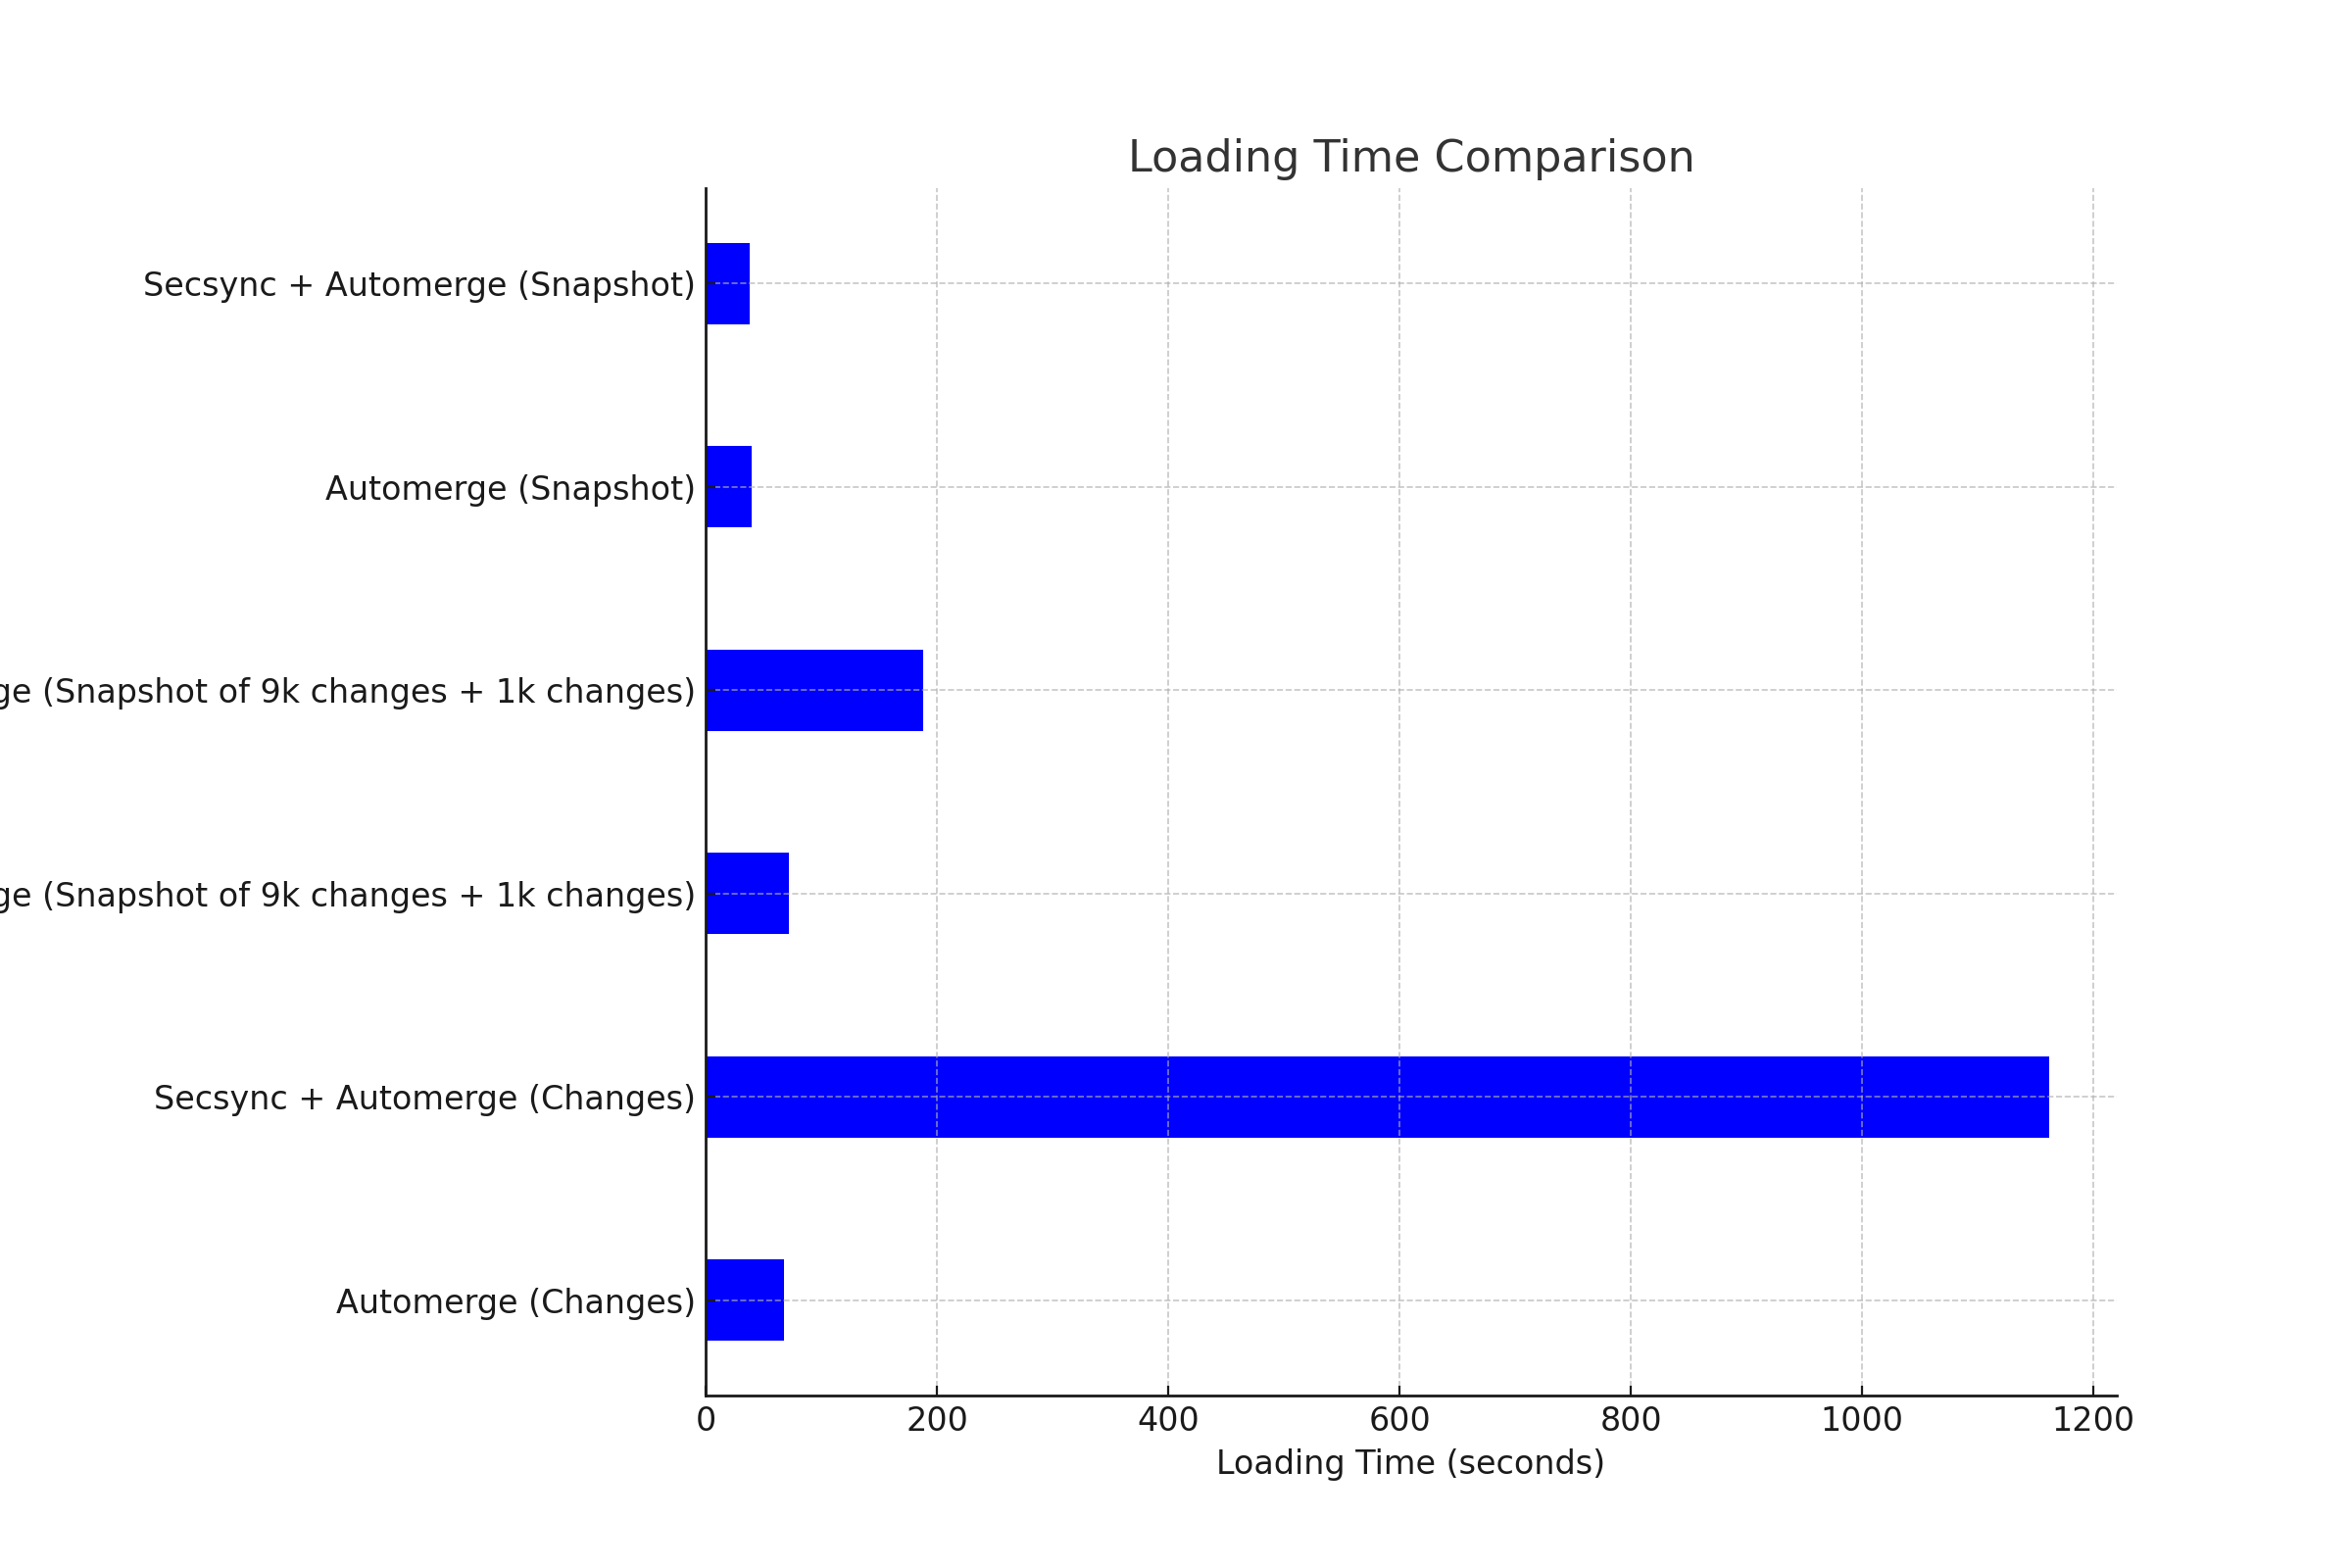 Loading Time Comparison
Secsync + Automerge (Snapshot)
Automerge (Snapshot)
ge (Snapshot of 9k changes + 1k changes)
ge (Snapshot of 9k changes + 1k changes)
Secsync + Automerge (Changes)
Automerge (Changes)
0 200 400 600 800 1000 1200
Loading Time (seconds)